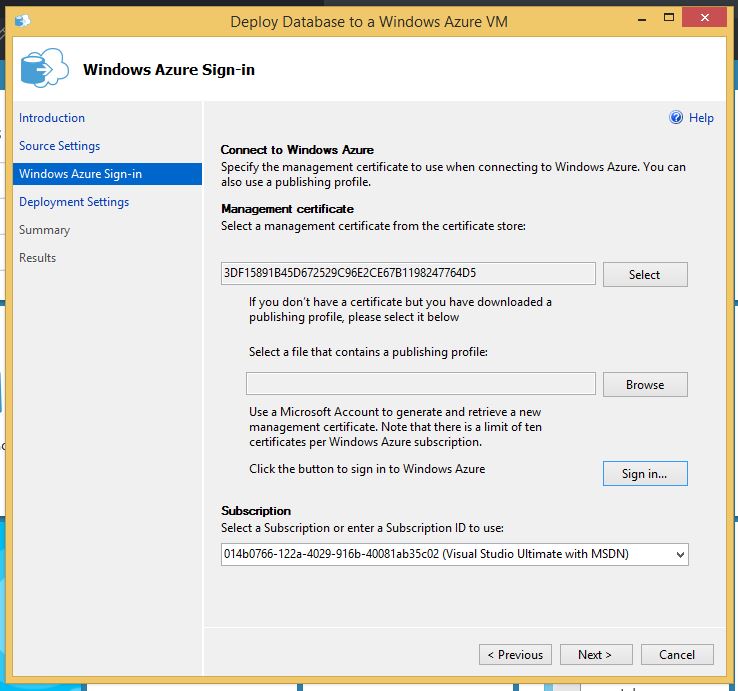 Deploy Database to a Windows Azure VM
Windows Azure Sign-in
Introduction
Source Settings
Windows Azure Sign-in
Deployment Settings
Summary
Results
Help
Connect to Windows Azure
Specify the management certificate to use when connecting to Windows Azure. You can
also use a publishing profile.
Management certificate
Select a management certificate from the certificate store:
3DF15891B45D672529C96E2CE67B1198247764D5
Select
If you don't have a certificate but you have downloaded a
publishing profile, please select it below
Select a file that contains a publishing profile:
Browse
Use a Microsoft Account to generate and retrieve a new
management certificate. Note that there is a limit of ten
certificates per Windows Azure subscription.
Click the button to sign in to Windows Azure
Sign in...
Subscription
Select a Subscription or enter a Subscription ID to use:
014b0766-122a-4029-916b-40081ab35c02 (Visual Studio Ultimate with MSDN)
< Previous
Next >
Cancel